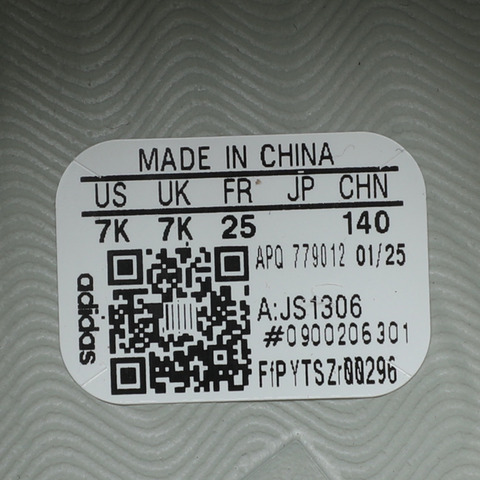 MADE IN CHINA
US UK FR JP CHN
7K 7K 25 140
APQ 779012 01/25
A:JS1306
#0900206301
FfPYTSZr00296
adidas